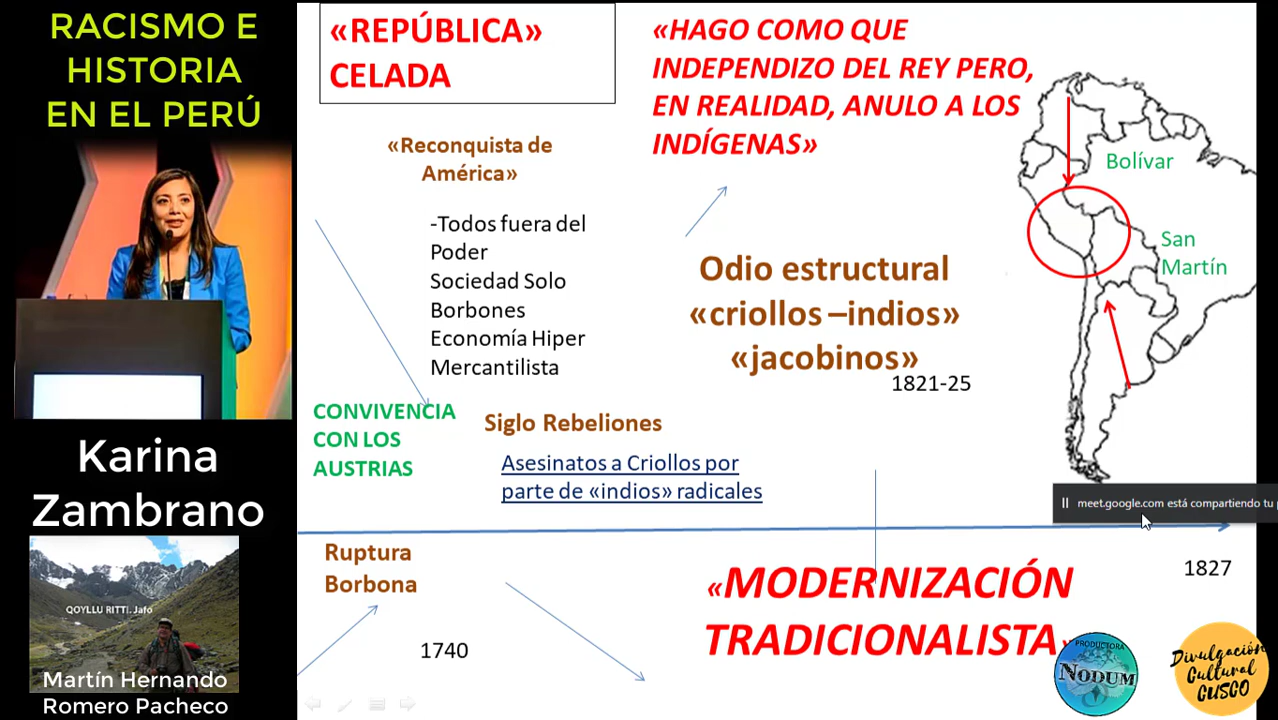 RACISMO E
HISTORIA
EN EL PERÚ
Karina
Zambrano
QOYLLU RITTI. Jafo
Martín Hernando
Romero Pacheco
«REPÚBLICA»
CELADA
«HAGO COMO QUE
INDEPENDIZO DEL REY PERO,
EN REALIDAD, ANULO A LOS
INDÍGENAS»
«Reconquista de
América»
-Todos fuera del
Poder
Sociedad Solo
Borbones
Economía Hiper
Mercantilista
Odio estructural
«criollos –indios»
«jacobinos»
1821-25
Bolívar
San
Martín
CONVIVENCIA
CON LOS
AUSTRIAS
Siglo Rebeliones
Asesinatos a Criollos por
parte de «indios» radicales
meet.google.com está compartiendo tu
Ruptura
Borbona
1740
«MODERNIZACIÓN
TRADICIONALISTA»
1827
PRODUCTORA
NODUM
Divulgación
Cultural
CUSCO